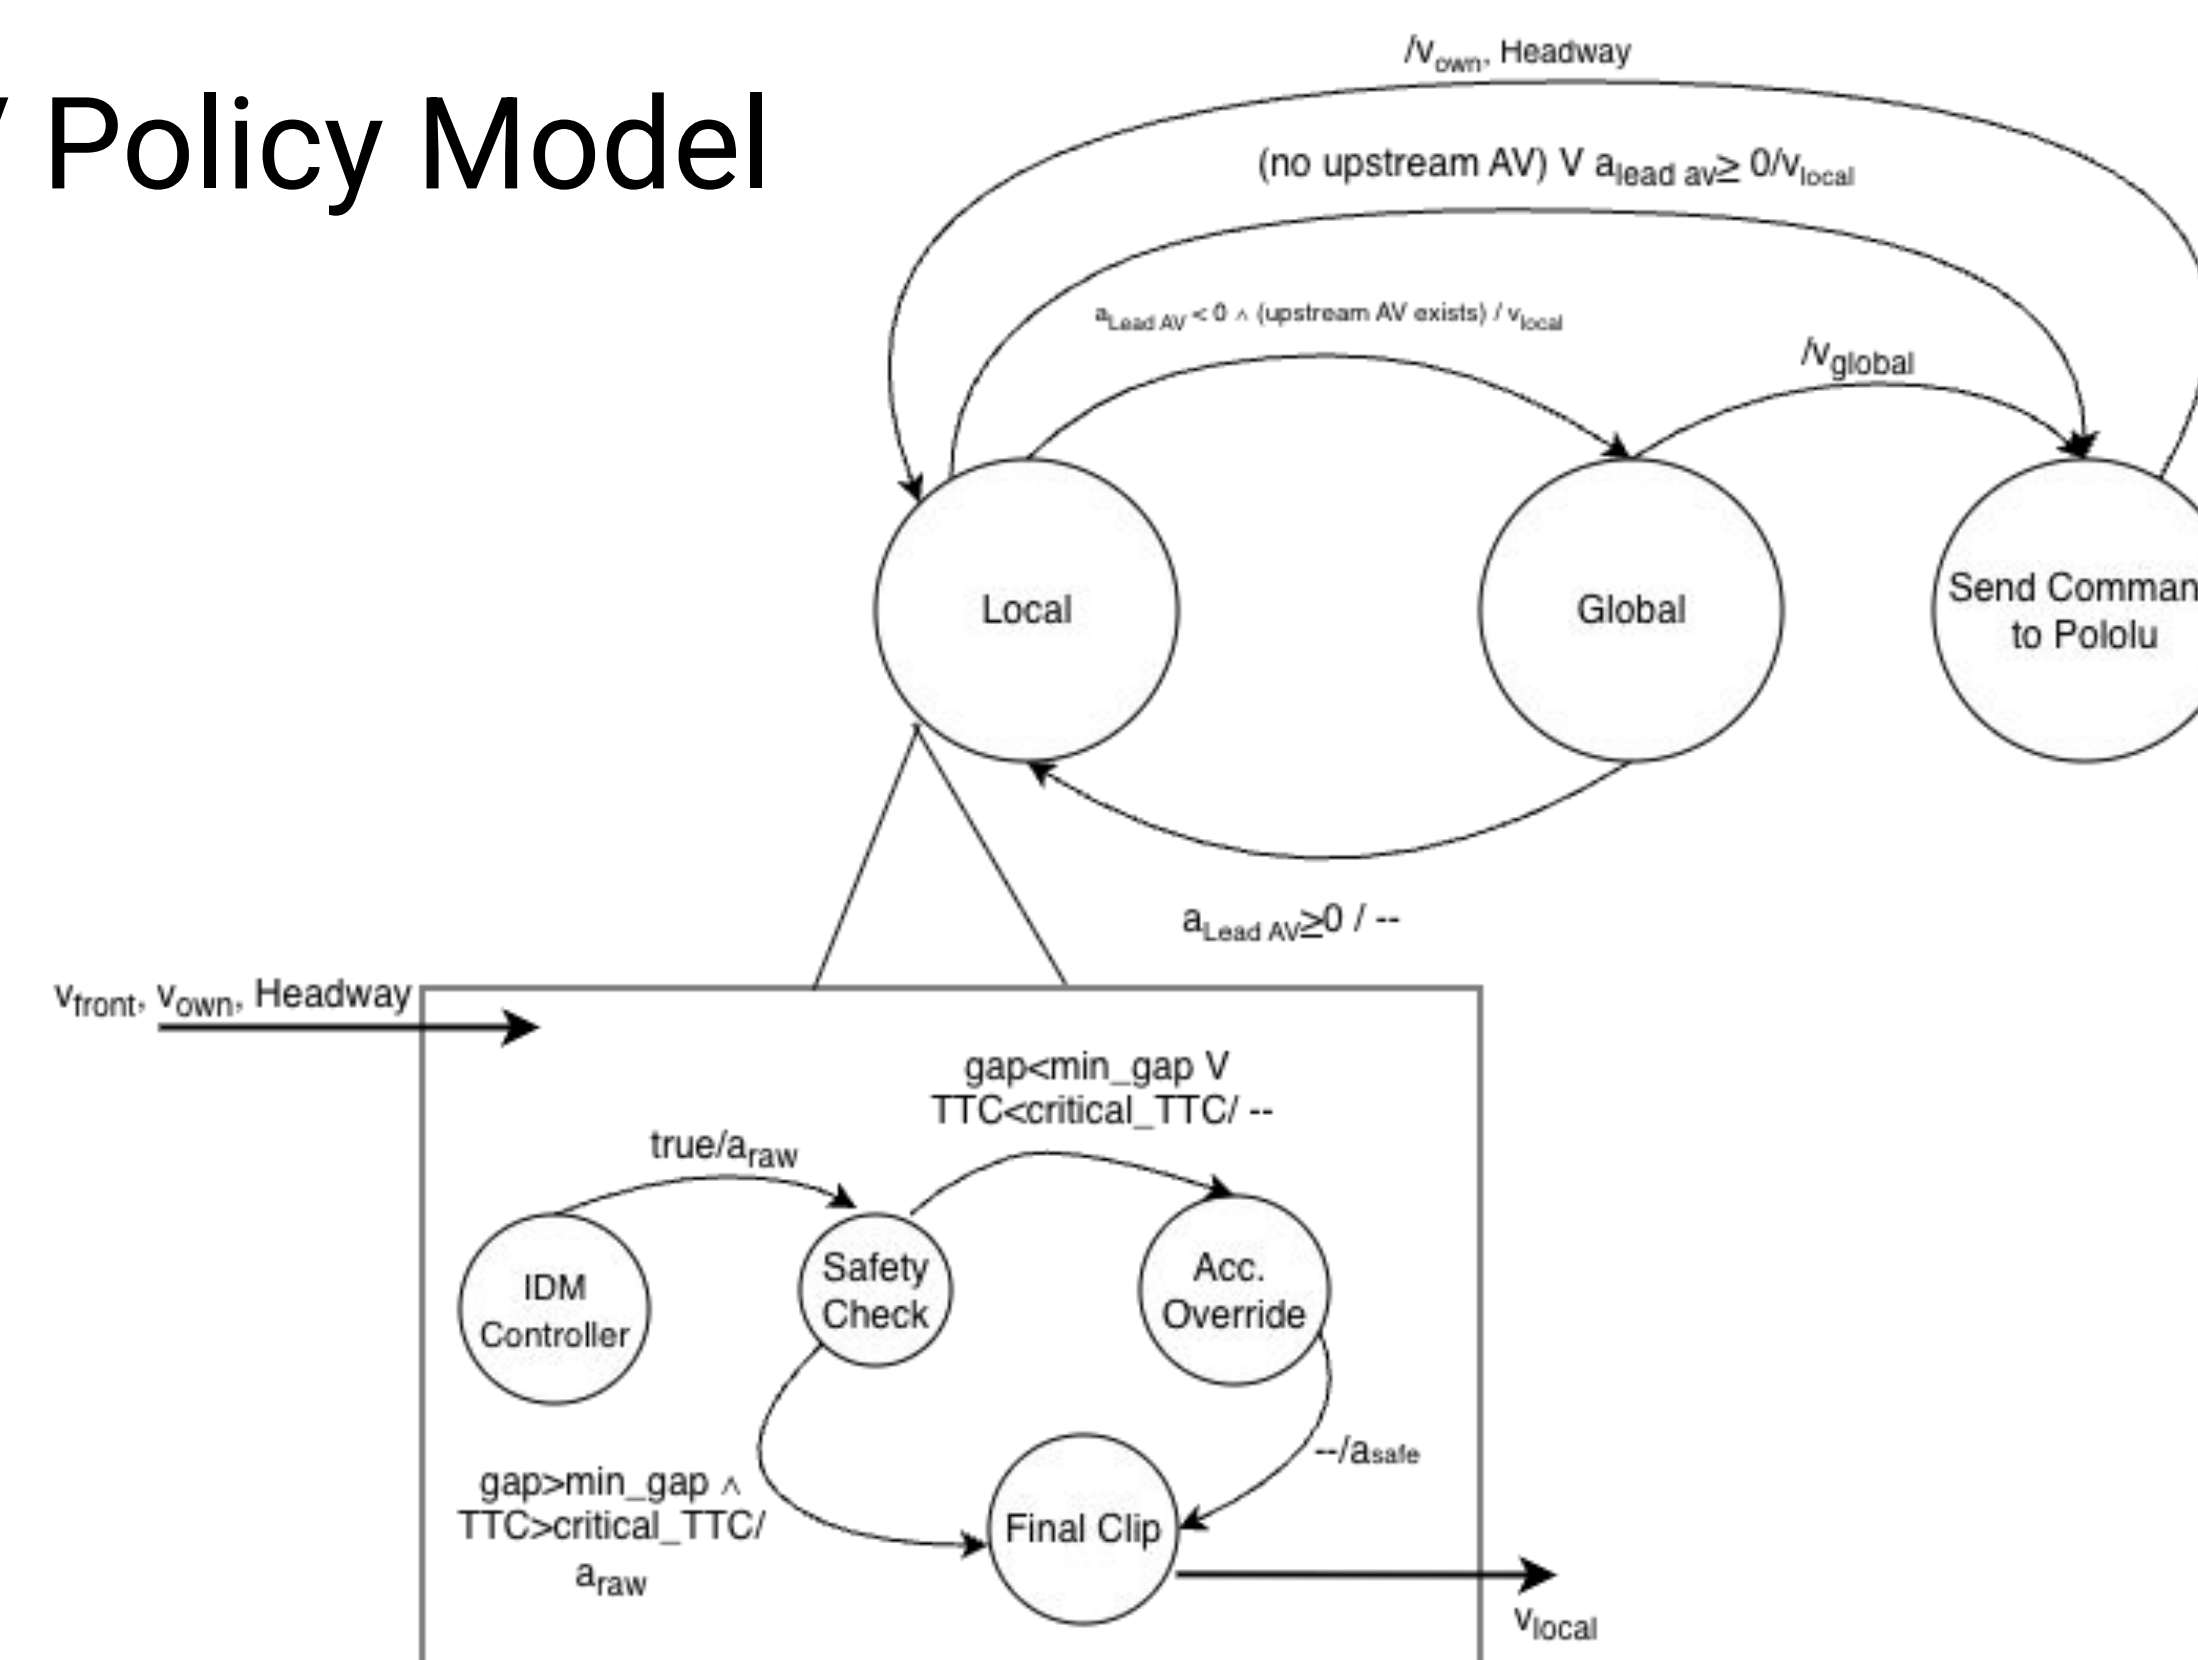 / Policy Model
/vown, Headway
(no upstream AV) V alead av≥ 0/vlocal
aLead AV < 0 ∧ (upstream AV exists) / vlocal
/vglobal
Local
Global
Send Comman
to Pololu
aLead AV≥0 / --
vfront, vown, Headway
gap<min_gap V
TTC<critical_TTC/ --
true/araw
IDM
Controller
Safety
Check
Acc.
Override
--/asafe
gap>min_gap ∧
TTC>critical_TTC/
araw
Final Clip
vlocal